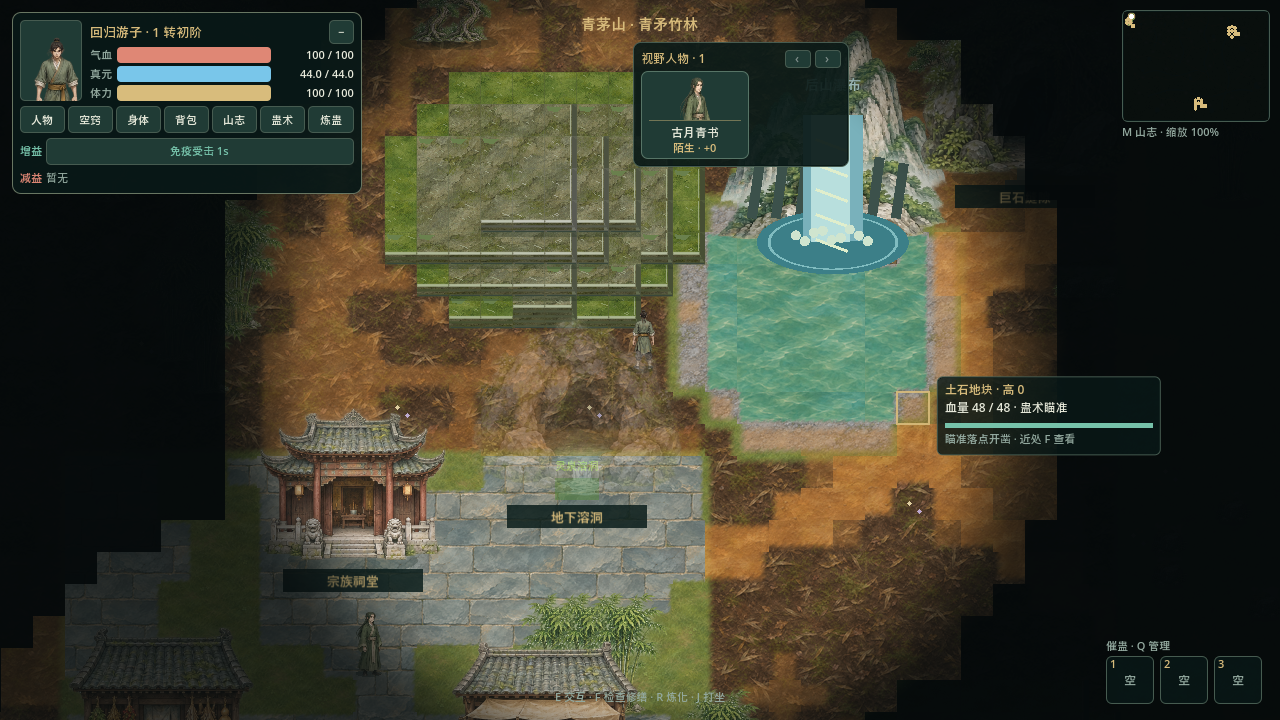 青茅山 · 青矛竹林
回归游子 · 1 转初阶
−
气血 100 / 100
真元 44.0 / 44.0
体力 100 / 100
人物 空窍 身体 背包 山志 蛊术 炼蛊
增益 免疫受击 1s
减益 暂无
视野人物 · 1
‹ ›
古月青书
陌生 · +0
M 山志 · 缩放 100%
巨石
土石地块 · 高 0
血量 48 / 48 · 蛊术瞄准
瞄准落点开凿 · 近处 F 查看
地下溶洞
宗族祠堂
E 交互 · F 检查修缮 · R 炼化 · J 打坐
催蛊 · Q 管理
1 空
2 空
3 空